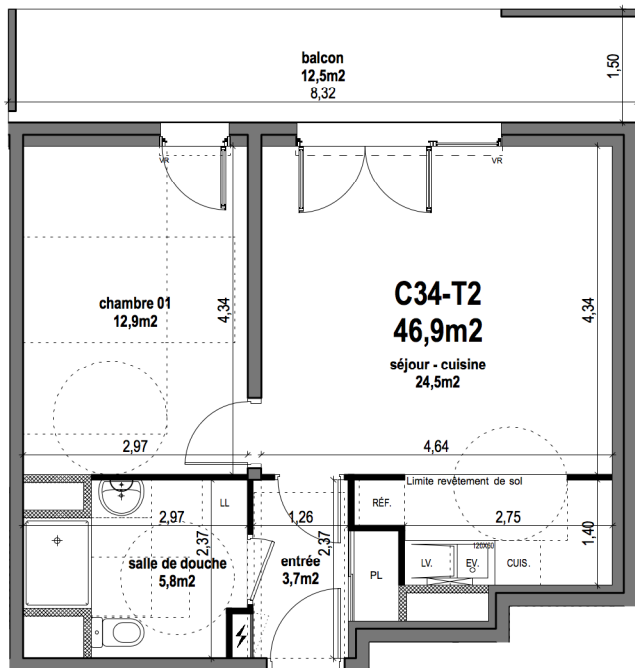 balcon
12,5m2
8,32
1,50
VR
VR
chambre 01
12,9m2
4,34
C34-T2
46,9m2
séjour - cuisine
24,5m2
4,34
2,97
4,64
Limite revêtement de sol
LL
RÉF.
2,97
1,26
2,75
1,40
2,37
2,37
salle de douche
5,8m2
entrée
3,7m2
120X60
LV.
EV.
CUIS.
PL